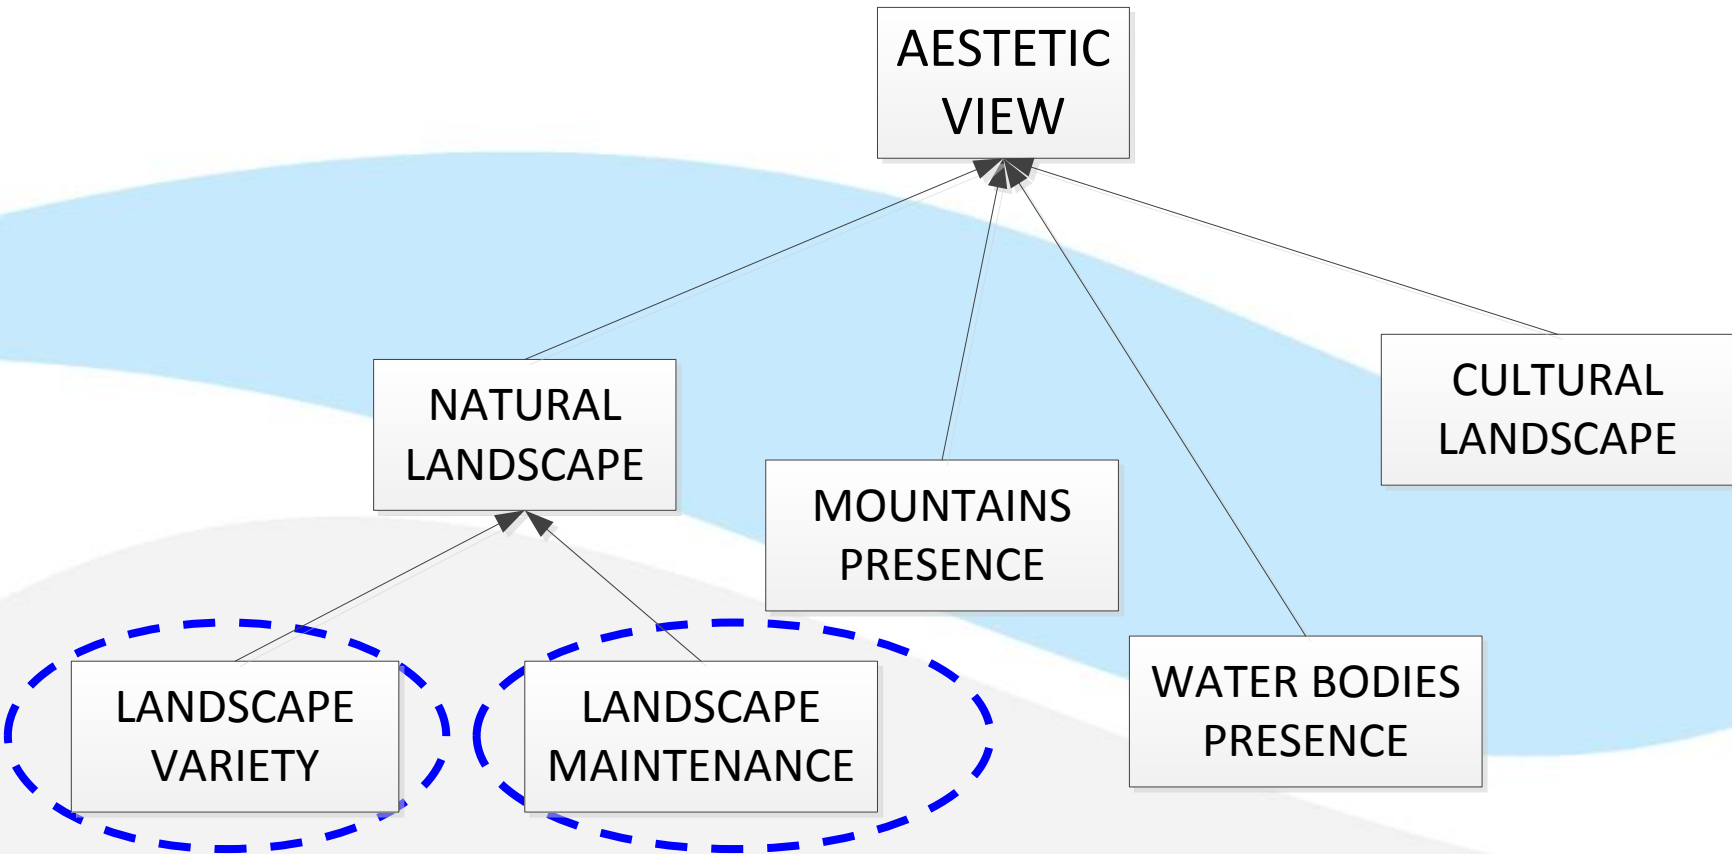 AESTETIC
VIEW
NATURAL
LANDSCAPE
CULTURAL
LANDSCAPE
MOUNTAINS
PRESENCE
LANDSCAPE
VARIETY
LANDSCAPE
MAINTENANCE
WATER BODIES
PRESENCE